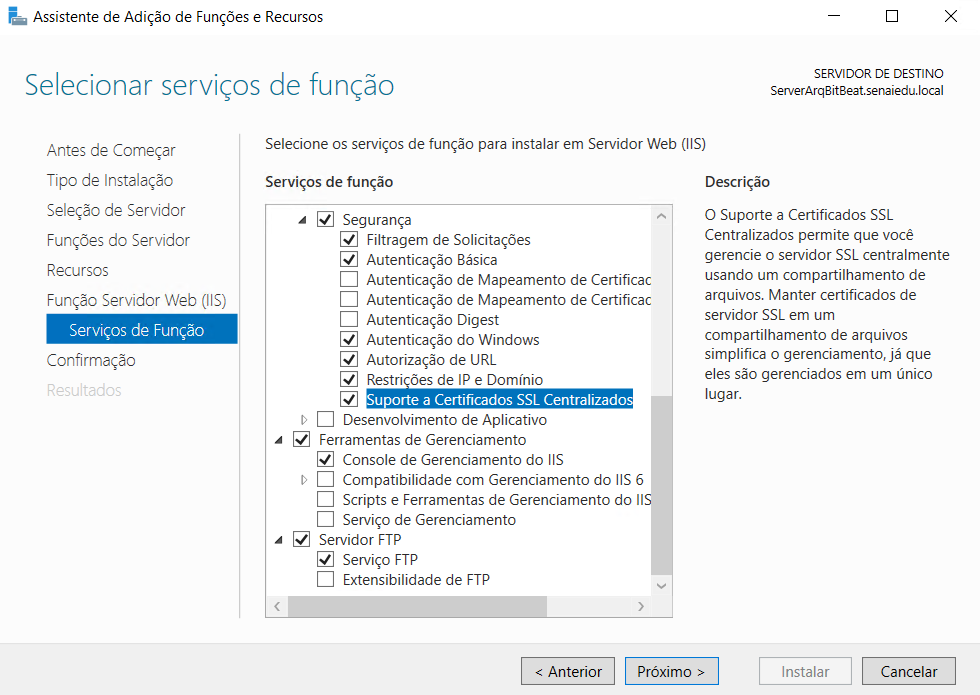 Assistente de Adição de Funções e Recursos
Selecionar serviços de função
SERVIDOR DE DESTINO
ServerArqBitBeat.senaiedu.local
Antes de Começar
Tipo de Instalação
Seleção de Servidor
Funções do Servidor
Recursos
Função Servidor Web (IIS)
Serviços de Função
Confirmação
Resultados
Selecione os serviços de função para instalar em Servidor Web (IIS)
Serviços de função
Segurança
Filtragem de Solicitações
Autenticação Básica
Autenticação de Mapeamento de Certificac
Autenticação de Mapeamento de Certificac
Autenticação Digest
Autenticação do Windows
Autorização de URL
Restrições de IP e Domínio
Suporte a Certificados SSL Centralizados
Desenvolvimento de Aplicativo
Ferramentas de Gerenciamento
Console de Gerenciamento do IIS
Compatibilidade com Gerenciamento do IIS 6
Scripts e Ferramentas de Gerenciamento do IIS
Serviço de Gerenciamento
Servidor FTP
Serviço FTP
Extensibilidade de FTP
Descrição
O Suporte a Certificados SSL
Centralizados permite que você
gerencie o servidor SSL centralmente
usando um compartilhamento de
arquivos. Manter certificados de
servidor SSL em um
compartilhamento de arquivos
simplifica o gerenciamento, já que
eles são gerenciados em um único
lugar.
< Anterior
Próximo >
Instalar
Cancelar